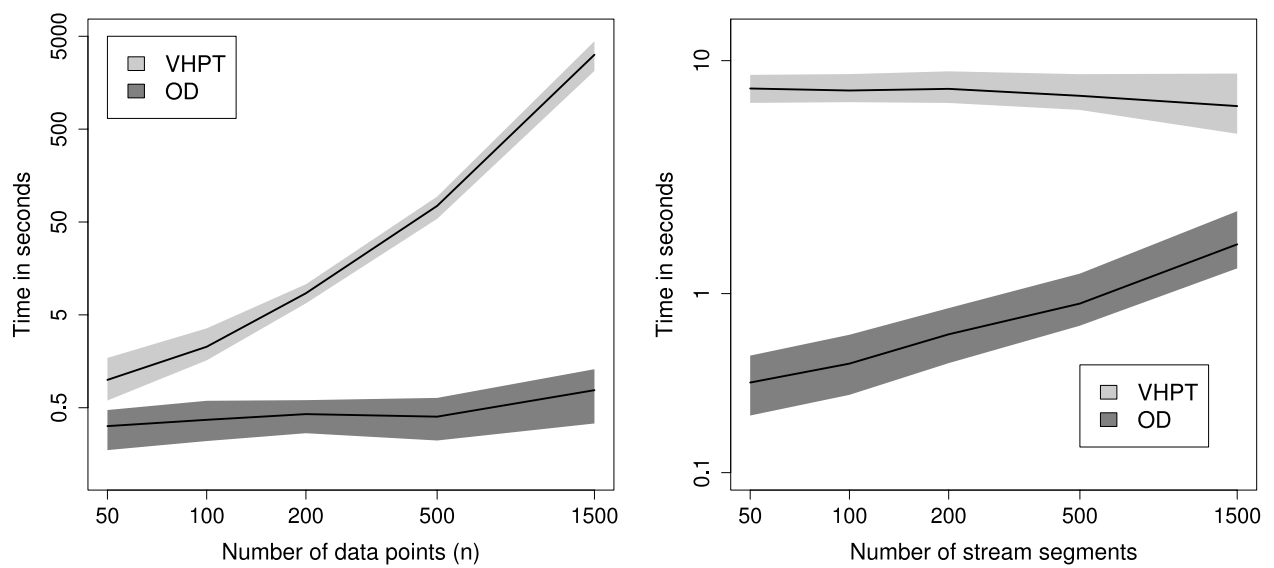 VHPT
OD
Time in seconds
5000
500
50
5
0.5
50 100 200 500 1500
Number of data points (n)
Time in seconds
10
1
0.1
VHPT
OD
50 100 200 500 1500
Number of stream segments